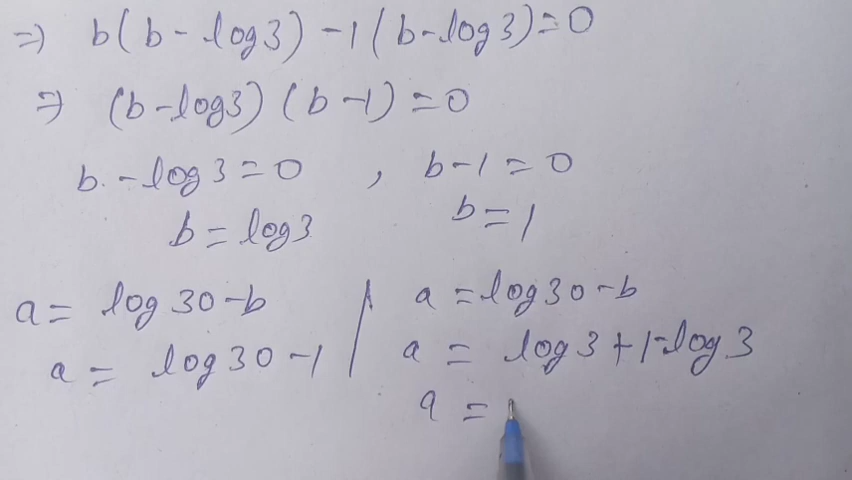 ⇒ b(b - log3) - 1(b - log3) = 0
⇒ (b - log3) (b - 1) = 0
b. - log3 = 0 , b - 1 = 0
b = log3 b = 1
a = log30 - b | a = log30 - b
a = log30 - 1 | a = log3 + 1 - log3
a =